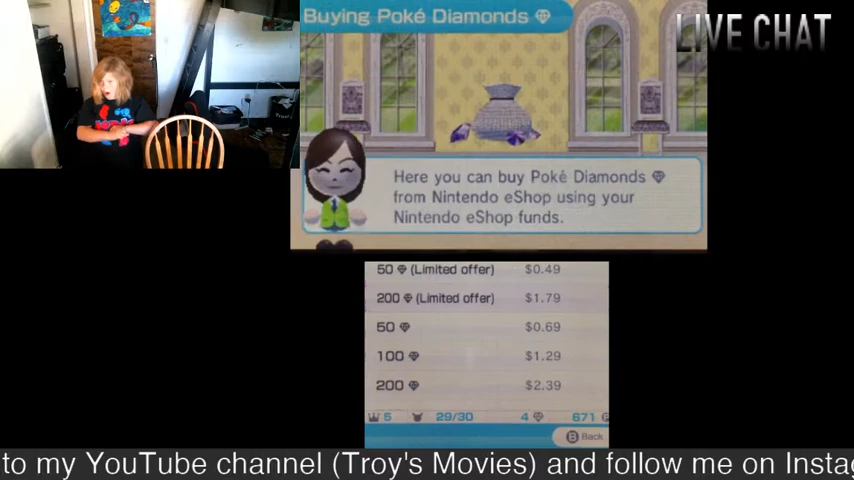 Buying Poké Diamonds
LIVE CHAT
Here you can buy Poké Diamonds
from Nintendo eShop using your
Nintendo eShop funds.
50 (Limited offer) $0.49
200 (Limited offer) $1.79
50 $0.69
100 $1.29
200 $2.39
5 29/30 4 671
B Back
to my YouTube channel (Troy's Movies) and follow me on Insta